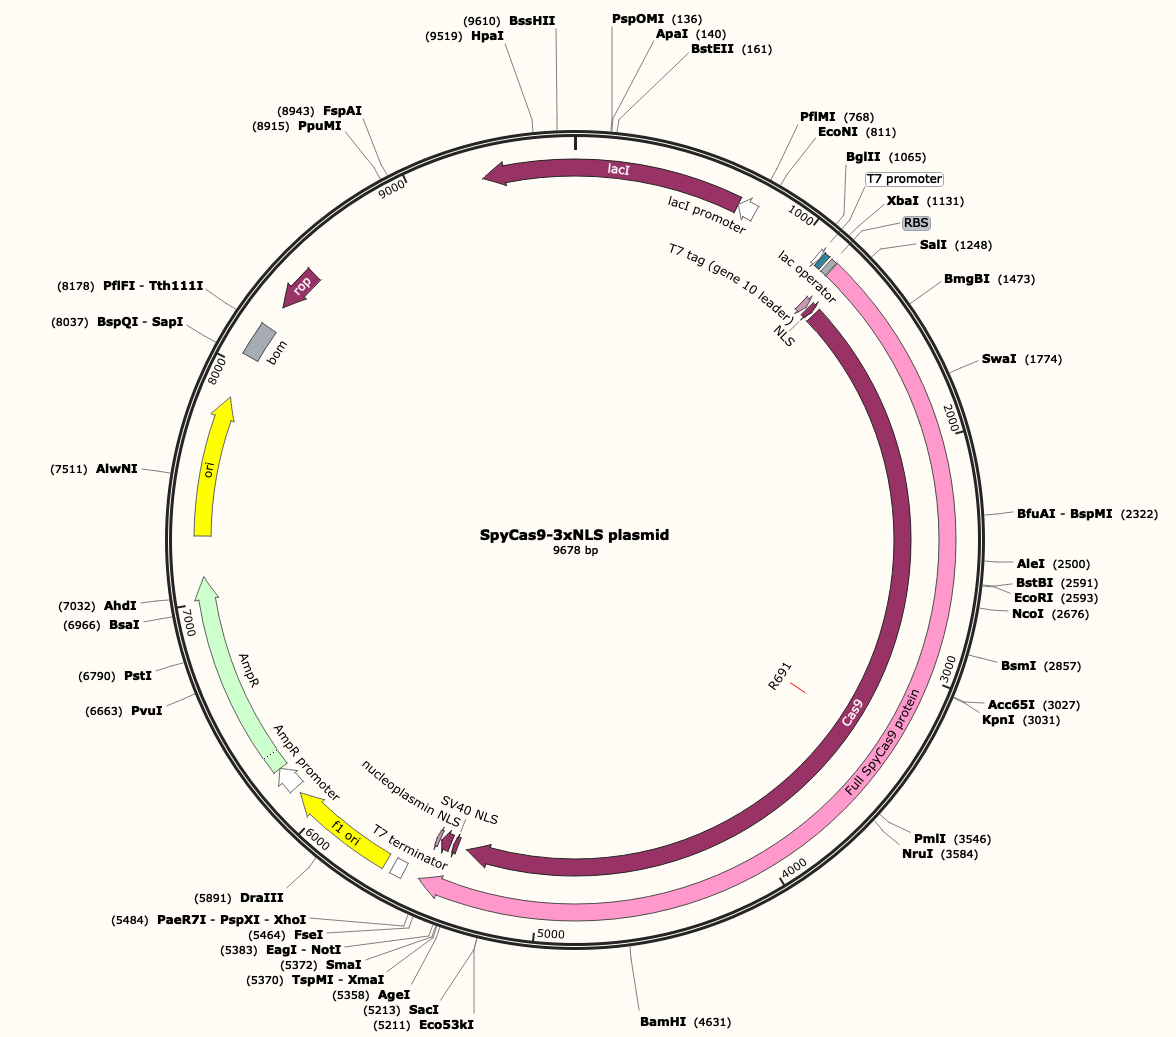 (9610) BssHII
(9519) HpaI
PspOMI (136)
ApaI (140)
BstEII (161)
(8943) FspAI
(8915) PpuMI
PflMI (768)
EcoNI (811)
BglII (1065)
T7 promoter
XbaI (1131)
RBS
SalI (1248)
BmgBI (1473)
SwaI (1774)
BfuAI - BspMI (2322)
AleI (2500)
BstBI (2591)
EcoRI (2593)
NcoI (2676)
BsmI (2857)
Acc65I (3027)
KpnI (3031)
PmlI (3546)
NruI (3584)
BamHI (4631)
(8178) PflFI - Tth111I
(8037) BspQI - SapI
(7511) AlwNI
(7032) AhdI
(6966) BsaI
(6790) PstI
(6663) PvuI
(5891) DraIII
(5484) PaeR7I - PspXI - XhoI
(5464) FseI
(5383) EagI - NotI
(5372) SmaI
(5370) TspMI - XmaI
(5358) AgeI
(5213) SacI
(5211) Eco53kI
1000
2000
3000
4000
5000
6000
7000
8000
9000
lacI
lacI promoter
lac operator
T7 tag (gene 10 leader)
NLS
rop
bom
ori
SpyCas9-3xNLS plasmid
9678 bp
R691
Cas9
Full SpyCas9 protein
AmpR
AmpR promoter
f1 ori
T7 terminator
nucleoplasmin NLS
SV40 NLS